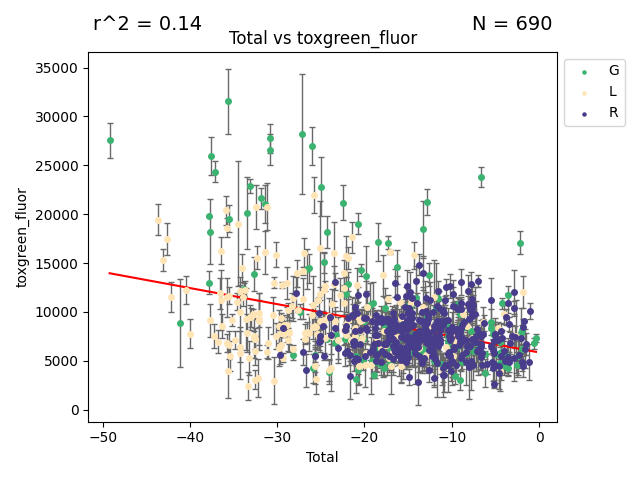 r^2 = 0.14
N = 690
Total vs toxgreen_fluor
G
L
R
toxgreen_fluor
35000
30000
25000
20000
15000
10000
5000
0
−50
−40
−30
−20
−10
0
Total